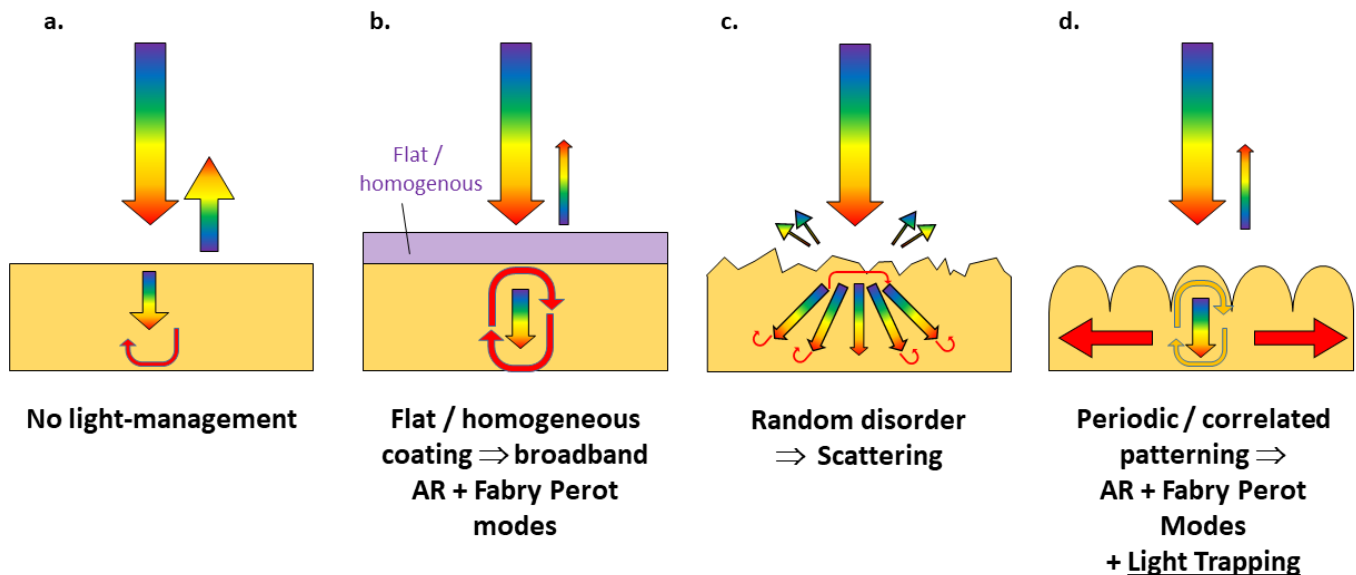 a.
b.
c.
d.
Flat /
homogenous
No light-management
Flat / homogeneous
coating ⇒ broadband
AR + Fabry Perot
modes
Random disorder
⇒ Scattering
Periodic / correlated
patterning ⇒
AR + Fabry Perot
Modes
+ Light Trapping